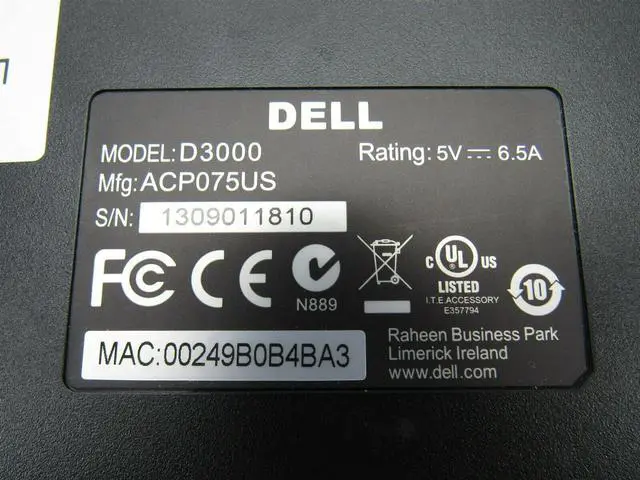 DELL
MODEL: D3000
Rating: 5V 6.5A
Mfg: ACP075US
S/N: 1309011810
FC CE N889
c UL US
LISTED
I.T.E. ACCESSORY
E357794
10
MAC:00249B0B4BA3
Raheen Business Park
Limerick Ireland
www.dell.com